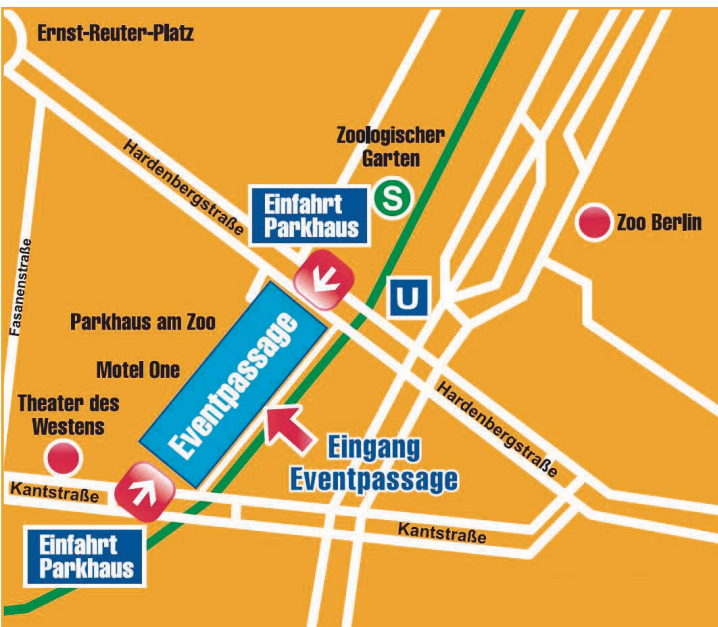 Ernst-Reuter-Platz
Hardenbergstraße
Zoologischer
Garten
S
Einfahrt
Parkhaus
Zoo Berlin
Fasanenstraße
U
Parkhaus am Zoo
Motel One
Eventpassage
Theater des
Westens
Hardenbergstraße
Eingang
Eventpassage
Kantstraße
Kantstraße
Einfahrt
Parkhaus